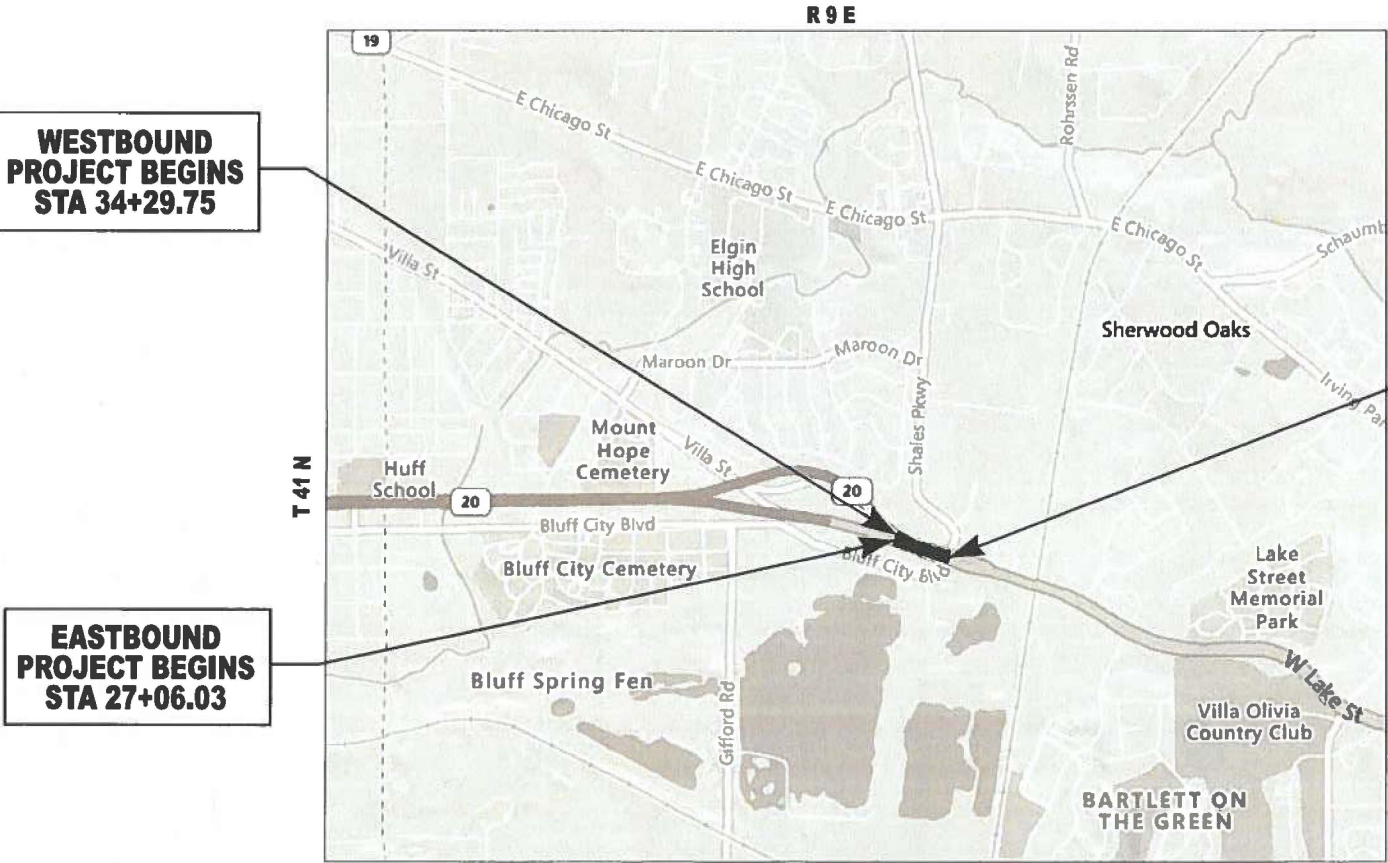 R 9 E
19
E Chicago St
Rohrssen Rd
WESTBOUND
PROJECT BEGINS
STA 34+29.75
E Chicago St
E Chicago St
E Chicago St
Schaumb
Villa St
Elgin
High
School
Sherwood Oaks
Maroon Dr
Maroon Dr
Irving Par
Shales Pkwy
T 41 N
Mount
Hope
Cemetery
Villa St
Huff
School
20
20
Bluff City Blvd
Bluff City Blvd
Bluff City Cemetery
Lake
Street
Memorial
Park
EASTBOUND
PROJECT BEGINS
STA 27+06.03
Bluff Spring Fen
Gifford Rd
W Lake St
Villa Olivia
Country Club
BARTLETT ON
THE GREEN